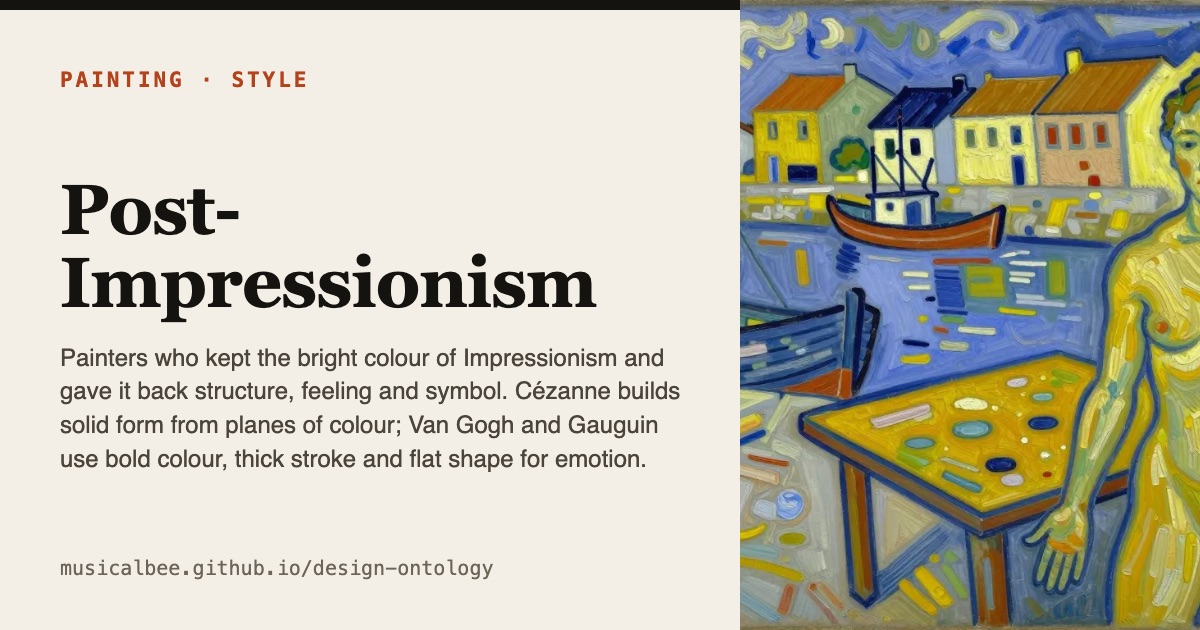 PAINTING · STYLE
Post-
Impressionism
Painters who kept the bright colour of Impressionism and
gave it back structure, feeling and symbol. Cézanne builds
solid form from planes of colour; Van Gogh and Gauguin
use bold colour, thick stroke and flat shape for emotion.
musicalbee.github.io/design-ontology